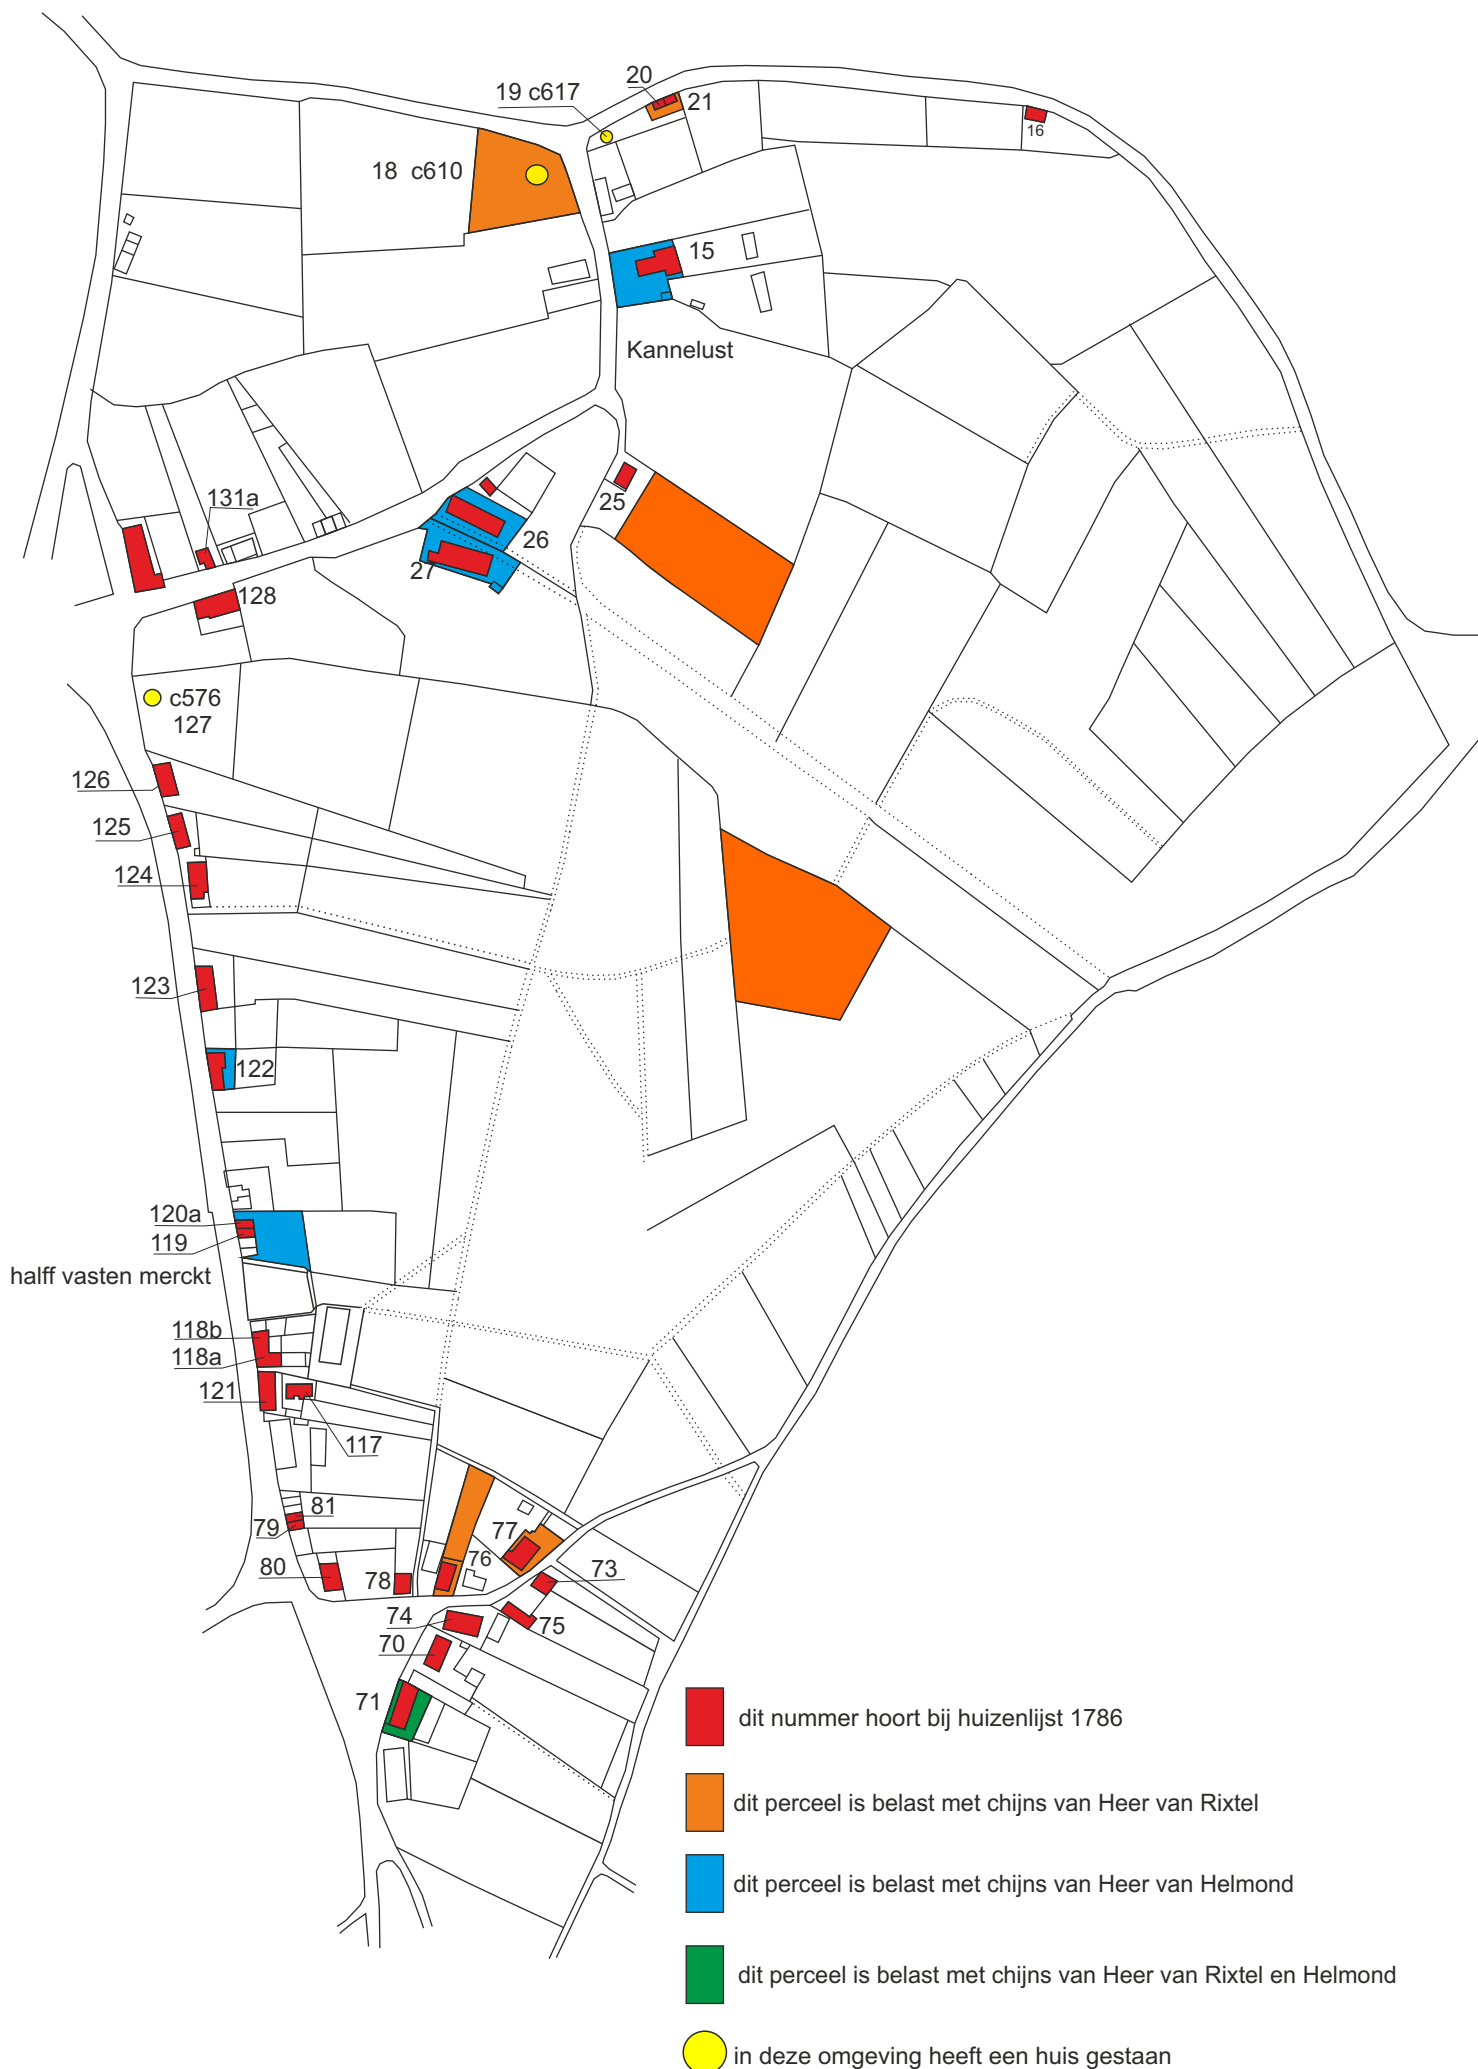 20
19 c617
21
16
18 c610
15
Kannelust
25
131a
26
27
128
c576
127
126
125
124
123
122
120a
119
halff vasten merckt
118b
118a
121
117
81
79
77
76
80
78
73
74
75
70
71
dit nummer hoort bij huizenlijst 1786
dit perceel is belast met chijns van Heer van Rixtel
dit perceel is belast met chijns van Heer van Helmond
dit perceel is belast met chijns van Heer van Rixtel en Helmond
in deze omgeving heeft een huis gestaan